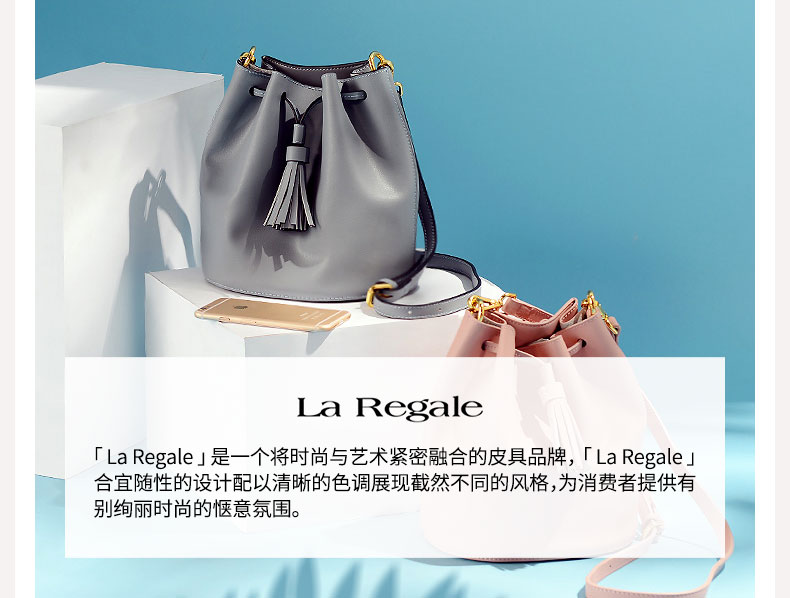 La Regale
「La Regale」是一个将时尚与艺术紧密融合的皮具品牌，「La Regale」
合宜随性的设计配以清晰的色调展现截然不同的风格，为消费者提供有
别绚丽时尚的惬意氛围。